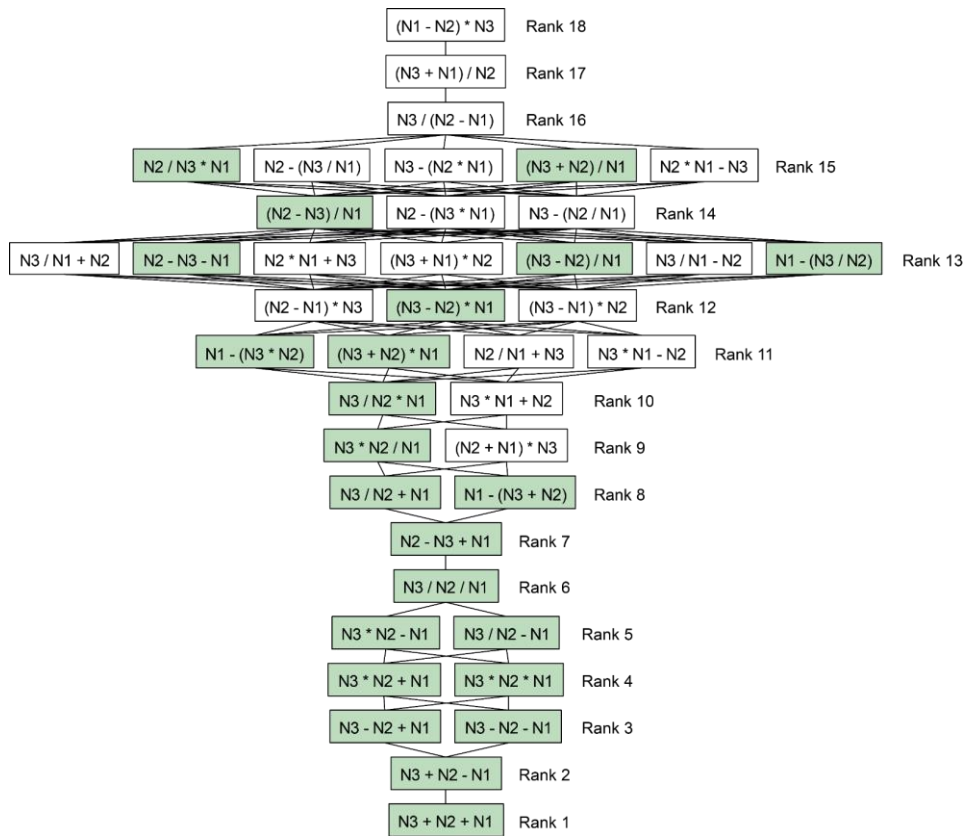 (N1 - N2) * N3 Rank 18
(N3 + N1) / N2 Rank 17
N3 / (N2 - N1) Rank 16
N2 / N3 * N1 N2 - (N3 / N1) N3 - (N2 * N1) (N3 + N2) / N1 N2 * N1 - N3 Rank 15
(N2 - N3) / N1 N2 - (N3 * N1) N3 - (N2 / N1) Rank 14
N3 / N1 + N2 N2 - N3 - N1 N2 * N1 + N3 (N3 + N1) * N2 (N3 - N2) / N1 N3 / N1 - N2 N1 - (N3 / N2) Rank 13
(N2 - N1) * N3 (N3 - N2) * N1 (N3 - N1) * N2 Rank 12
N1 - (N3 * N2) (N3 + N2) * N1 N2 / N1 + N3 N3 * N1 - N2 Rank 11
N3 / N2 * N1 N3 * N1 + N2 Rank 10
N3 * N2 / N1 (N2 + N1) * N3 Rank 9
N3 / N2 + N1 N1 - (N3 + N2) Rank 8
N2 - N3 + N1 Rank 7
N3 / N2 / N1 Rank 6
N3 * N2 - N1 N3 / N2 - N1 Rank 5
N3 * N2 + N1 N3 * N2 * N1 Rank 4
N3 - N2 + N1 N3 - N2 - N1 Rank 3
N3 + N2 - N1 Rank 2
N3 + N2 + N1 Rank 1